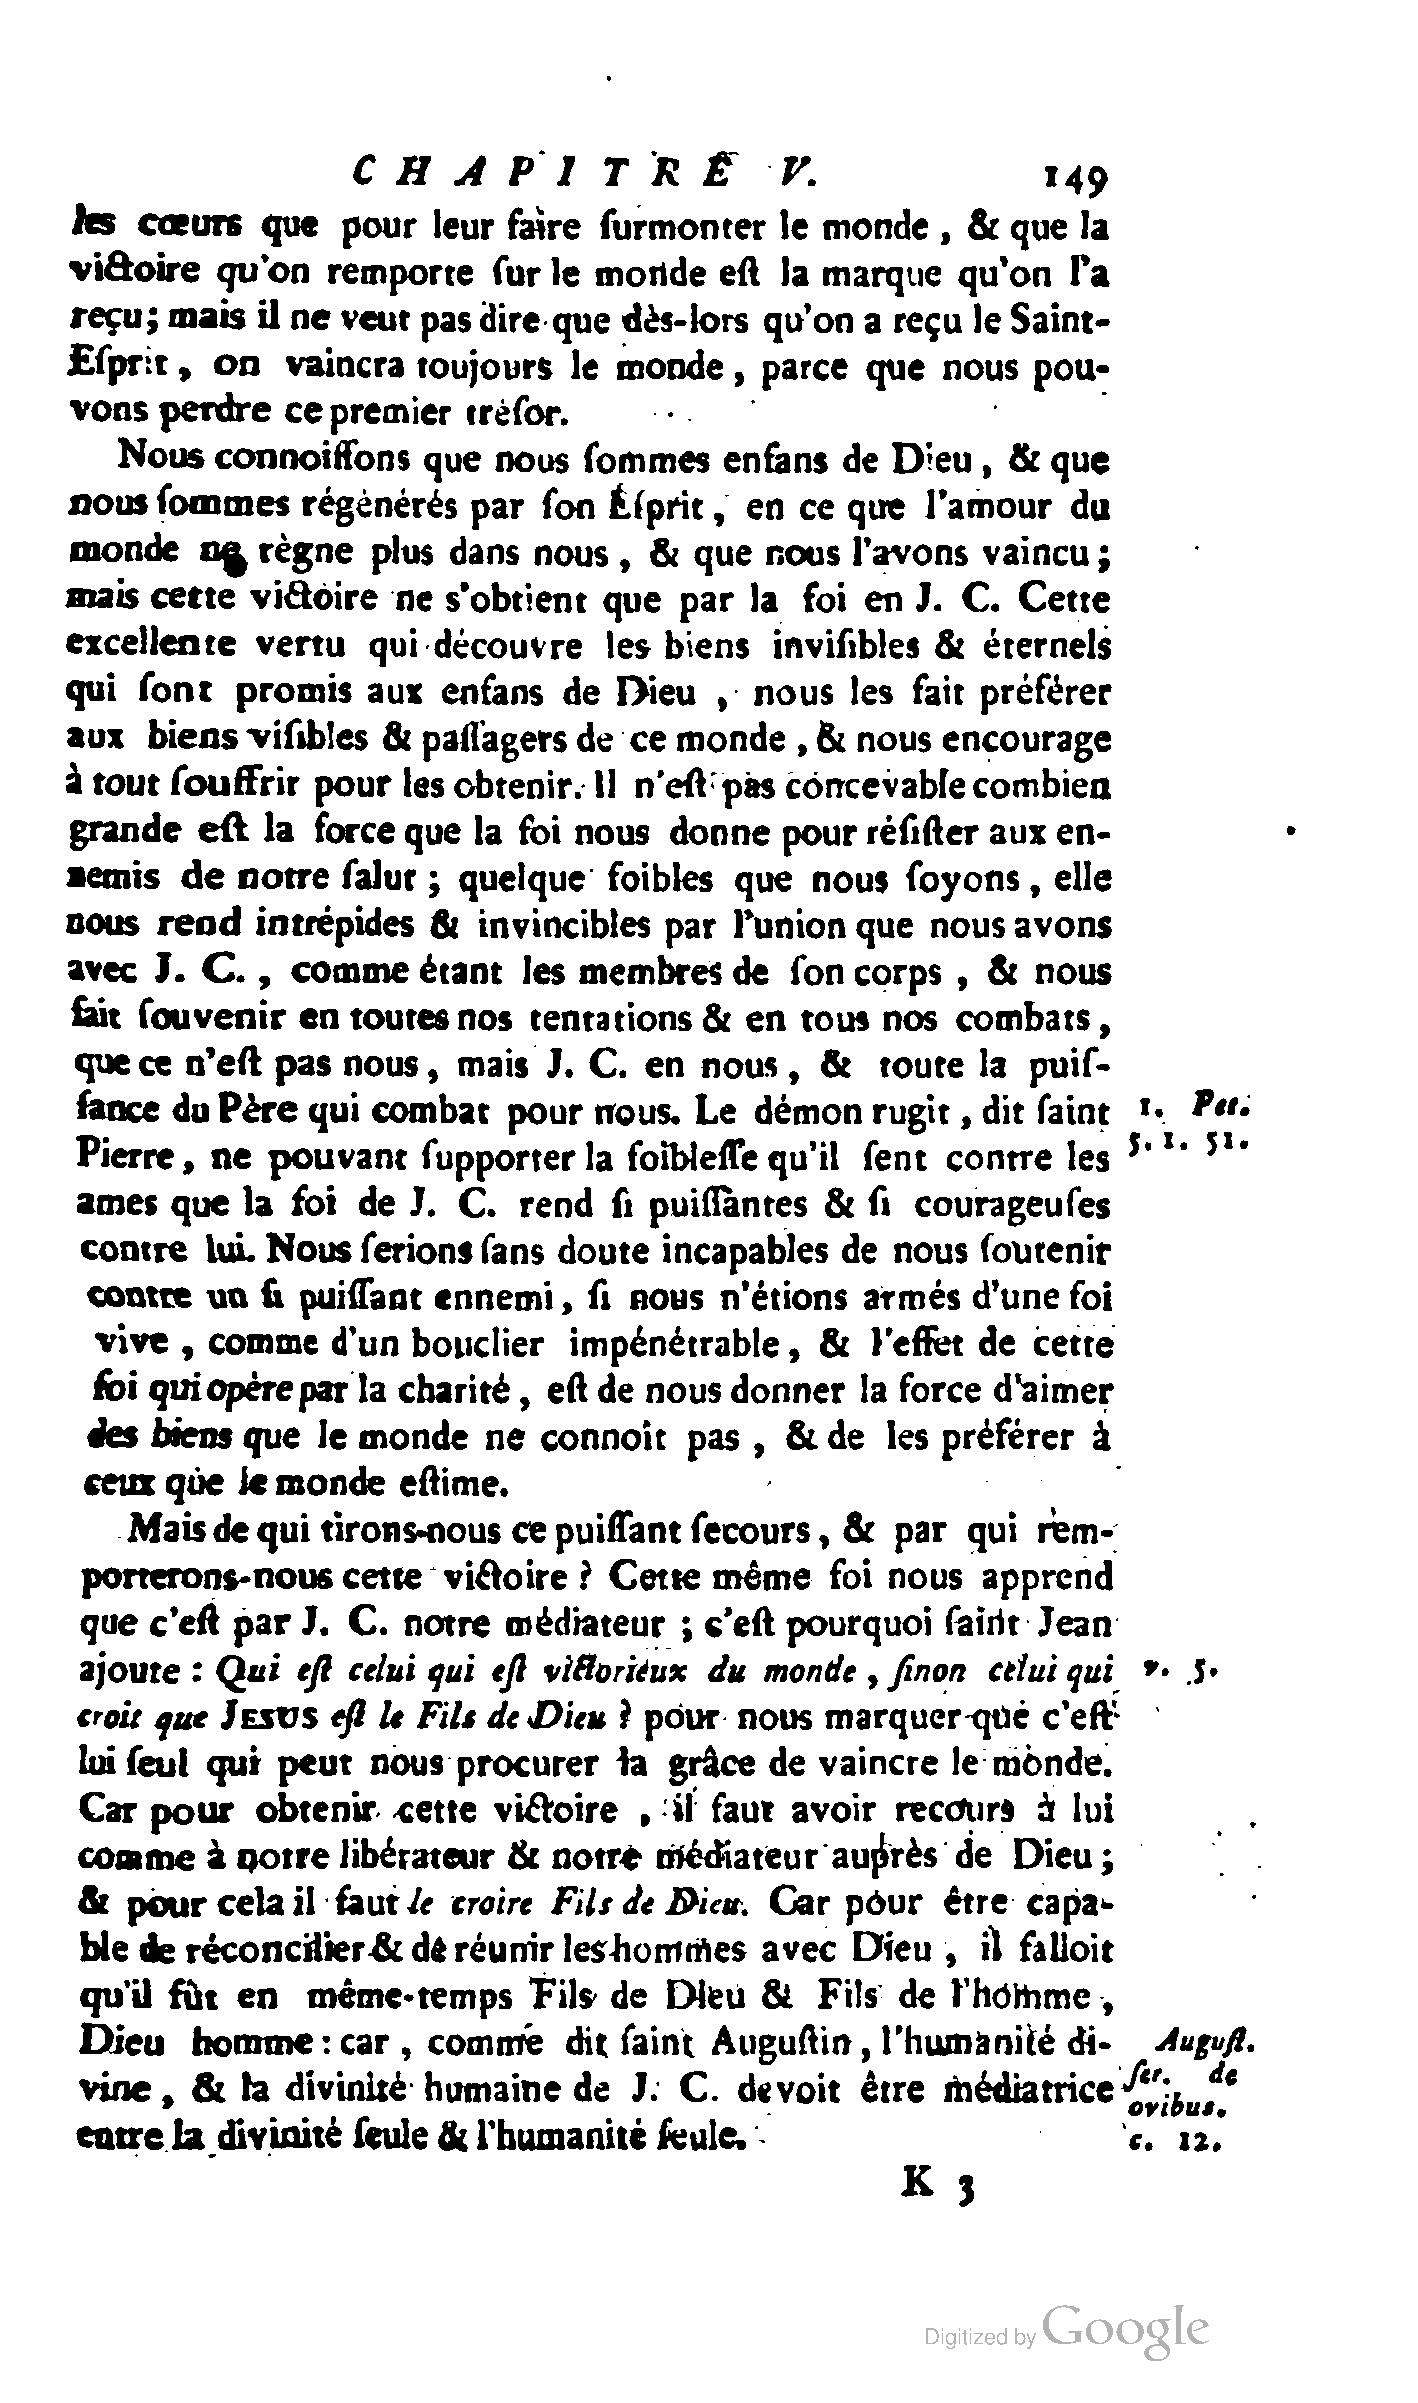 CHAPITRE V. 149
les cœurs que pour leur faire ſurmonter le monde, & que la
victoire qu'on remporte ſur le monde eſt la marque qu'on l'a
reçu; mais il ne veut pas dire que dès-lors qu'on a reçu le Saint-
Eſprit, on vaincra toujours le monde, parce que nous pou-
vons perdre ce premier tréſor.
Nous connoiſſons que nous ſommes enfans de Dieu, & que
nous ſommes régénérés par ſon Eſprit, en ce que l'amour du
monde ne règne plus dans nous, & que nous l'avons vaincu;
mais cette victoire ne s'obtient que par la foi en J. C. Cette
excellente vertu qui découvre les biens inviſibles & éternels
qui ſont promis aux enfans de Dieu, nous les fait préférer
aux biens viſibles & paſſagers de ce monde, & nous encourage
à tout ſouffrir pour les obtenir. Il n'eſt pas concevable combien
grande eſt la force que la foi nous donne pour réſiſter aux en-
nemis de notre ſalut; quelque foibles que nous ſoyons, elle
nous rend intrépides & invincibles par l'union que nous avons
avec J. C., comme étant les membres de ſon corps, & nous
fait ſouvenir en toutes nos tentations & en tous nos combats,
que ce n'eſt pas nous, mais J. C. en nous, & toute la puiſ-
ſance du Père qui combat pour nous. Le démon rugit, dit ſaint
1. Pet.
Pierre, ne pouvant ſupporter la foibleſſe qu'il ſent contre les
5. 1. 51.
ames que la foi de J. C. rend ſi puiſſantes & ſi courageuſes
contre lui. Nous ſerions ſans doute incapables de nous ſoutenir
contre un ſi puiſſant ennemi, ſi nous n'étions armés d'une foi
vive, comme d'un bouclier impénétrable, & l'effet de cette
foi qui opère par la charité, eſt de nous donner la force d'aimer
des biens que le monde ne connoît pas, & de les préférer à
ceux que le monde eſtime.
Mais de qui tirons-nous ce puiſſant ſecours, & par qui rem-
porterons-nous cette victoire? Cette même foi nous apprend
que c'eſt par J. C. notre médiateur; c'eſt pourquoi ſaint Jean
ajoute: Qui eſt celui qui eſt victorieux du monde, ſinon celui qui
v. 5.
croit que JESUS eſt le Fils de Dieu? pour nous marquer que c'eſt
lui ſeul qui peut nous procurer la grâce de vaincre le monde.
Car pour obtenir cette victoire, il faut avoir recours à lui
comme à notre libérateur & notre médiateur auprès de Dieu;
& pour cela il faut le croire Fils de Dieu. Car pour être capa-
ble de réconcilier & de réunir les hommes avec Dieu, il falloit
qu'il fût en même-temps Fils de Dieu & Fils de l'homme,
Dieu homme: car, comme dit ſaint Auguſtin, l'humanité di-
Auguſt.
vine, & la divinité humaine de J. C. devoit être médiatrice
ſer. de
ovibus.
entre la divinité ſeule & l'humanité ſeule.
c. 12.
K 3
Digitized by Google